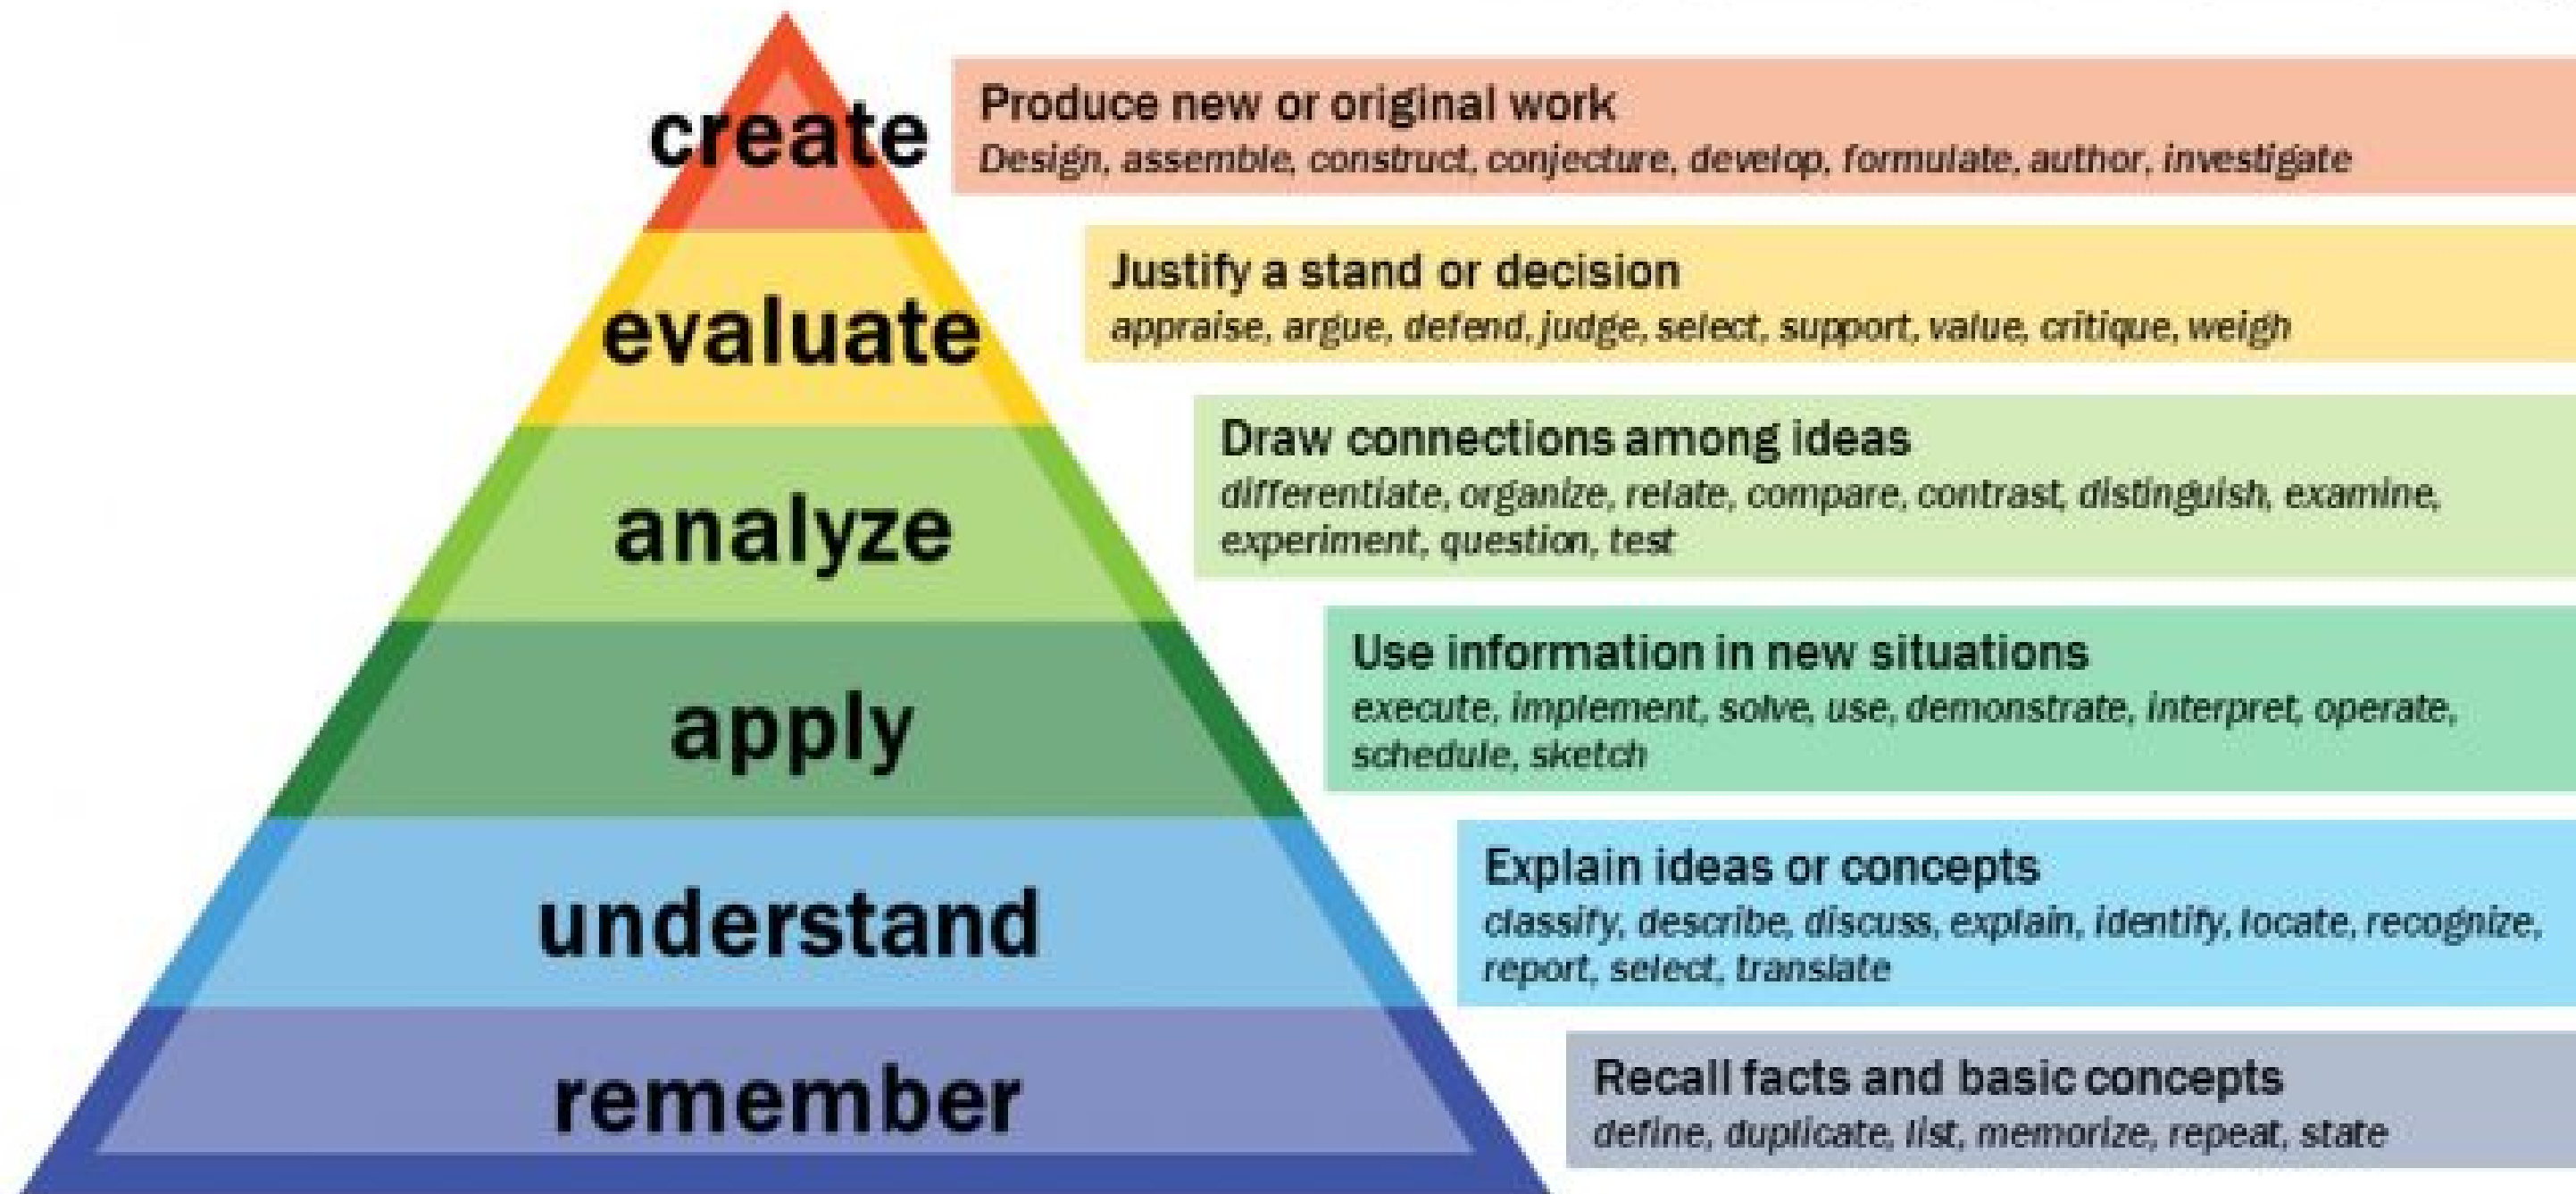 create
Produce new or original work
Design, assemble, construct, conjecture, develop, formulate, author, investigate
evaluate
Justify a stand or decision
appraise, argue, defend, judge, select, support, value, critique, weigh
analyze
Draw connections among ideas
differentiate, organize, relate, compare, contrast, distinguish, examine,
experiment, question, test
apply
Use information in new situations
execute, implement, solve, use, demonstrate, interpret, operate,
schedule, sketch
understand
Explain ideas or concepts
classify, describe, discuss, explain, identify, locate, recognize,
report, select, translate
remember
Recall facts and basic concepts
define, duplicate, list, memorize, repeat, state